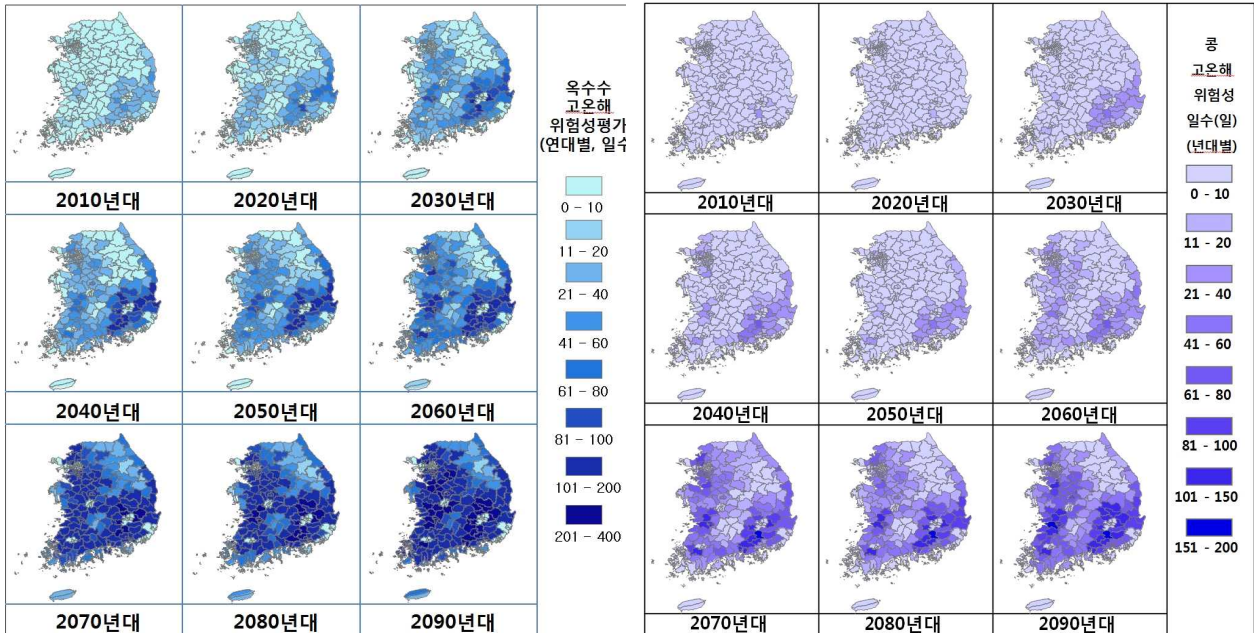 2010년대
2020년대
2030년대
2040년대
2050년대
2060년대
2070년대
2080년대
2090년대
옥수수
고온해
위험성평가
(연대별, 일수
0 - 10
11 - 20
21 - 40
41 - 60
61 - 80
81 - 100
101 - 200
201 - 400
2010년대
2020년대
2030년대
2040년대
2050년대
2060년대
2070년대
2080년대
2090년대
콩
고온해
위험성
일수(일)
(년대별)
0 - 10
11 - 20
21 - 40
41 - 60
61 - 80
81 - 100
101 - 150
151 - 200